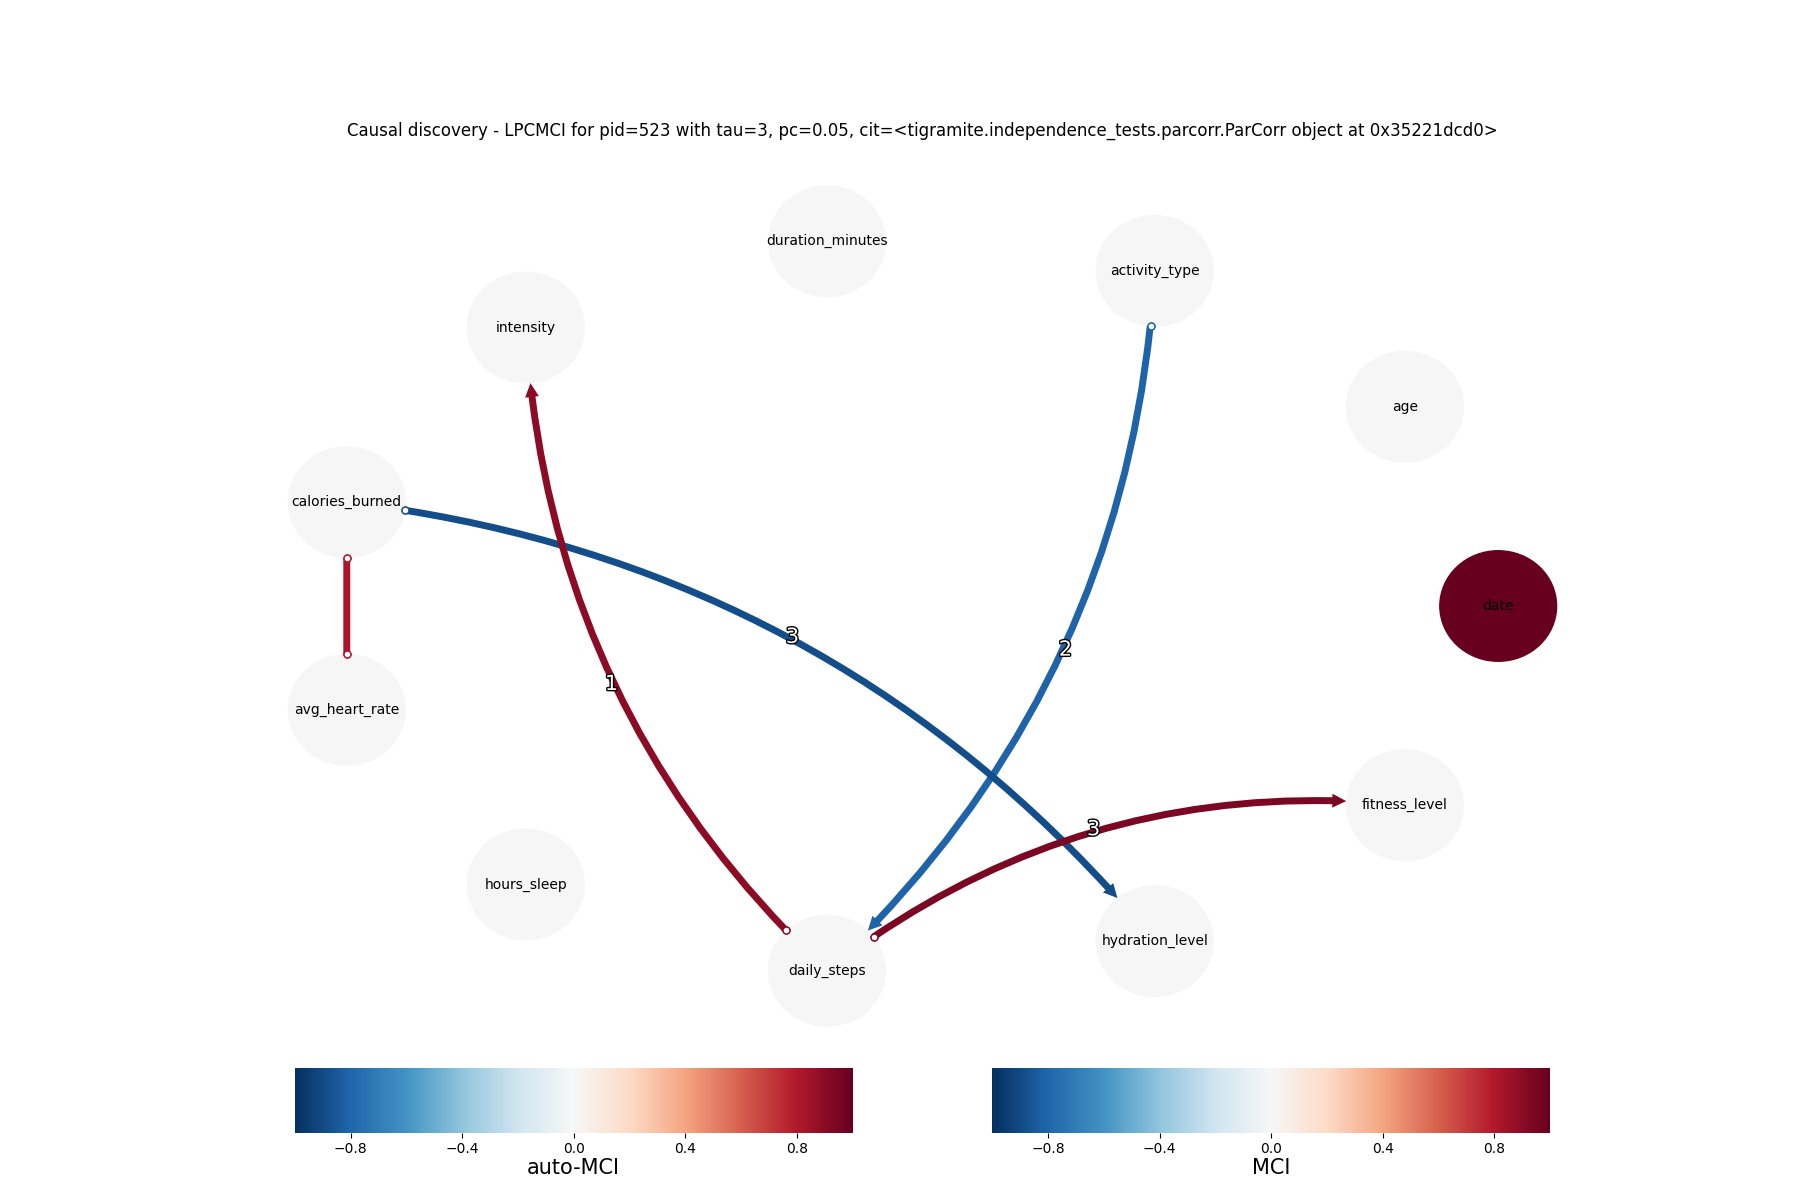 Causal discovery - LPCMCI for pid=523 with tau=3, pc=0.05, cit=<tigramite.independence_tests.parcorr.ParCorr object at 0x35221dcd0>
duration_minutes
activity_type
intensity
age
calories_burned
date
3
2
1
avg_heart_rate
fitness_level
3
hours_sleep
hydration_level
daily_steps
−0.8 −0.4 0.0 0.4 0.8
auto-MCI
−0.8 −0.4 0.0 0.4 0.8
MCI